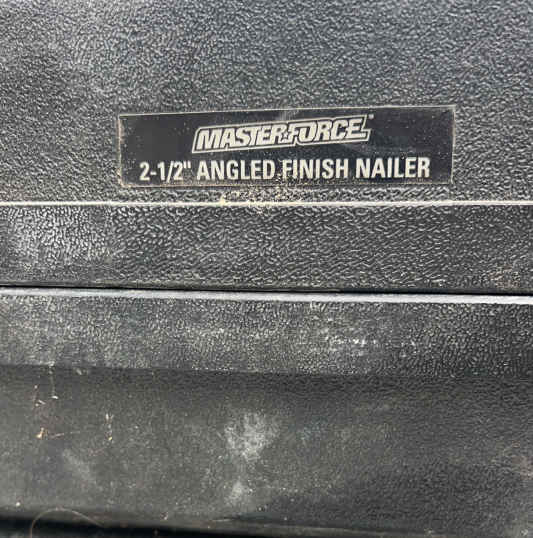 MASTERFORCE®
2-1/2" ANGLED FINISH NAILER